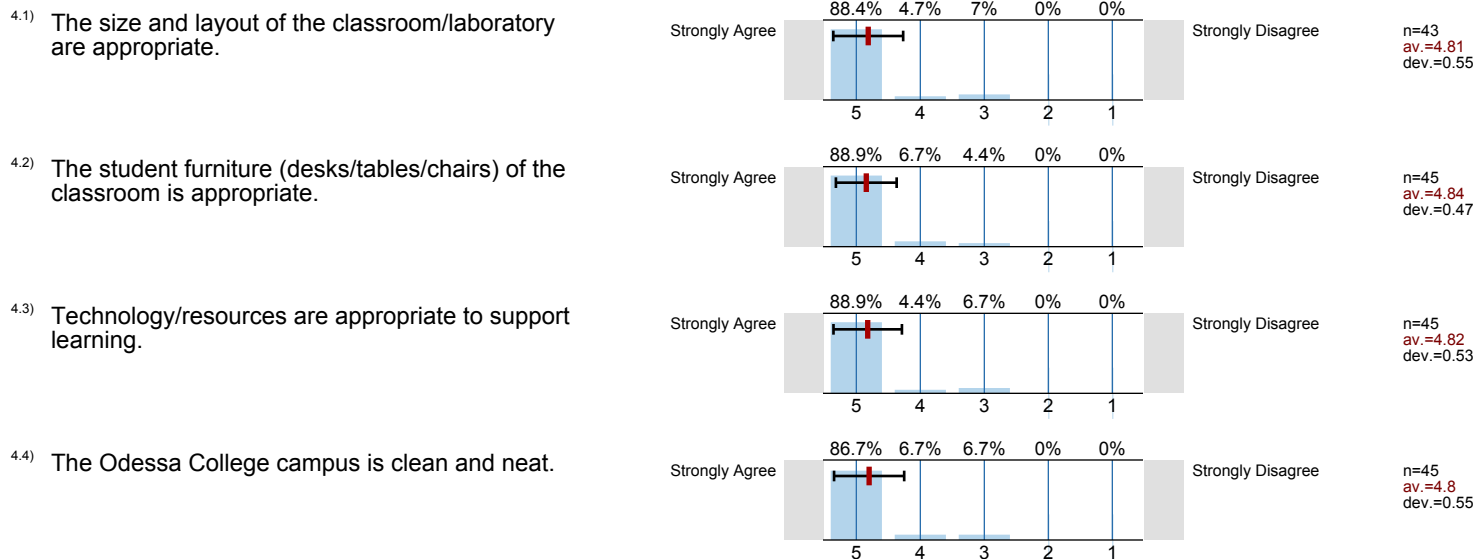 88.4% 4.7% 7% 0% 0%
4.1) The size and layout of the classroom/laboratory
are appropriate.
Strongly Agree
Strongly Disagree
n=43
av.=4.81
dev.=0.55
5 4 3 2 1
88.9% 6.7% 4.4% 0% 0%
4.2) The student furniture (desks/tables/chairs) of the
classroom is appropriate.
Strongly Agree
Strongly Disagree
n=45
av.=4.84
dev.=0.47
5 4 3 2 1
88.9% 4.4% 6.7% 0% 0%
4.3) Technology/resources are appropriate to support
learning.
Strongly Agree
Strongly Disagree
n=45
av.=4.82
dev.=0.53
5 4 3 2 1
86.7% 6.7% 6.7% 0% 0%
4.4) The Odessa College campus is clean and neat.
Strongly Agree
Strongly Disagree
n=45
av.=4.8
dev.=0.55
5 4 3 2 1